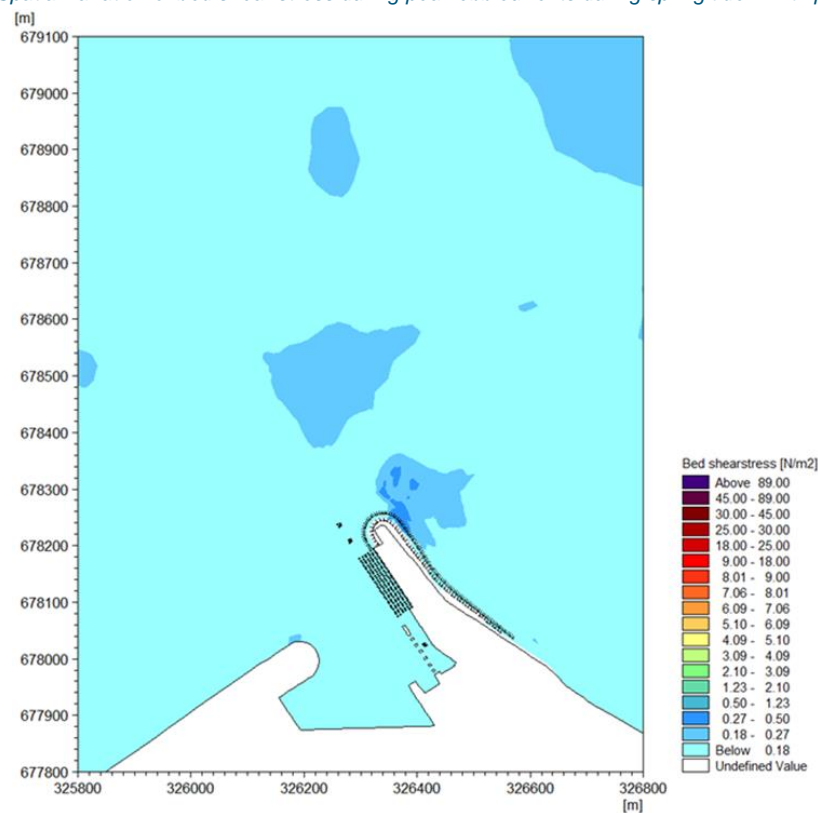 [m]
679100
679000
678900
678800
678700
678600
678500
678400
678300
678200
678100
678000
677900
677800
325800 326000 326200 326400 326600 326800
[m]
Bed shearstress [N/m2]
Above 89.00
45.00 - 89.00
30.00 - 45.00
25.00 - 30.00
18.00 - 25.00
9.00 - 18.00
8.01 - 9.00
7.06 - 8.01
6.09 - 7.06
5.10 - 6.09
4.09 - 5.10
3.09 - 4.09
2.10 - 3.09
1.23 - 2.10
0.50 - 1.23
0.27 - 0.50
0.18 - 0.27
Below 0.18
Undefined Value